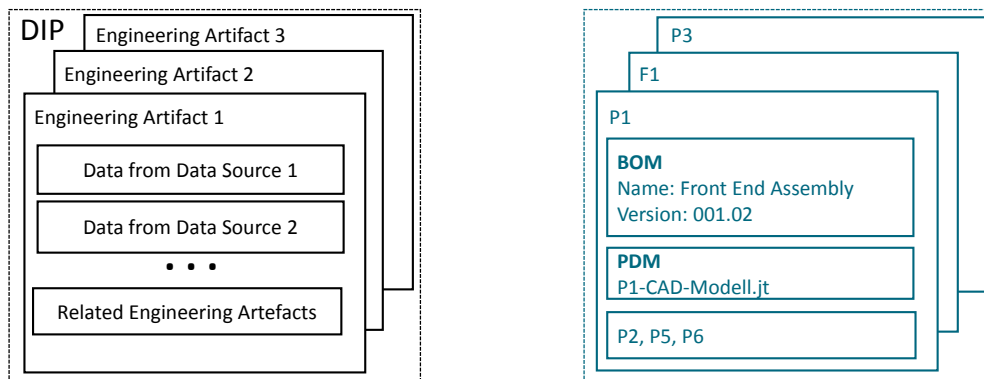 DIP
Engineering Artifact 3
Engineering Artifact 2
Engineering Artifact 1
Data from Data Source 1
Data from Data Source 2
. . .
Related Engineering Artefacts
P3
F1
P1
BOM
Name: Front End Assembly
Version: 001.02
PDM
P1-CAD-Modell.jt
P2, P5, P6